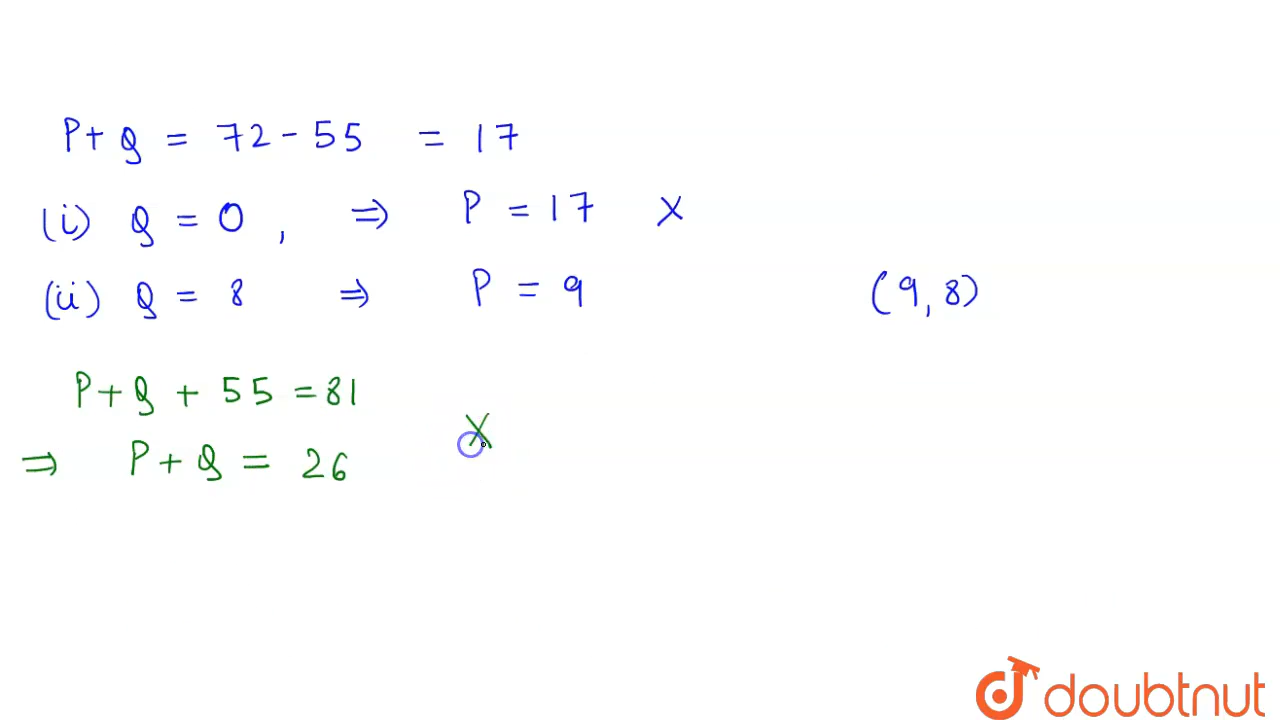 P+Q = 72-55 = 17
(i) Q = 0, ⇒ P = 17 X
(ii) Q = 8 ⇒ P = 9 (9,8)
P+Q + 55 = 81
⇒ P+Q = 26 X
doubtnut